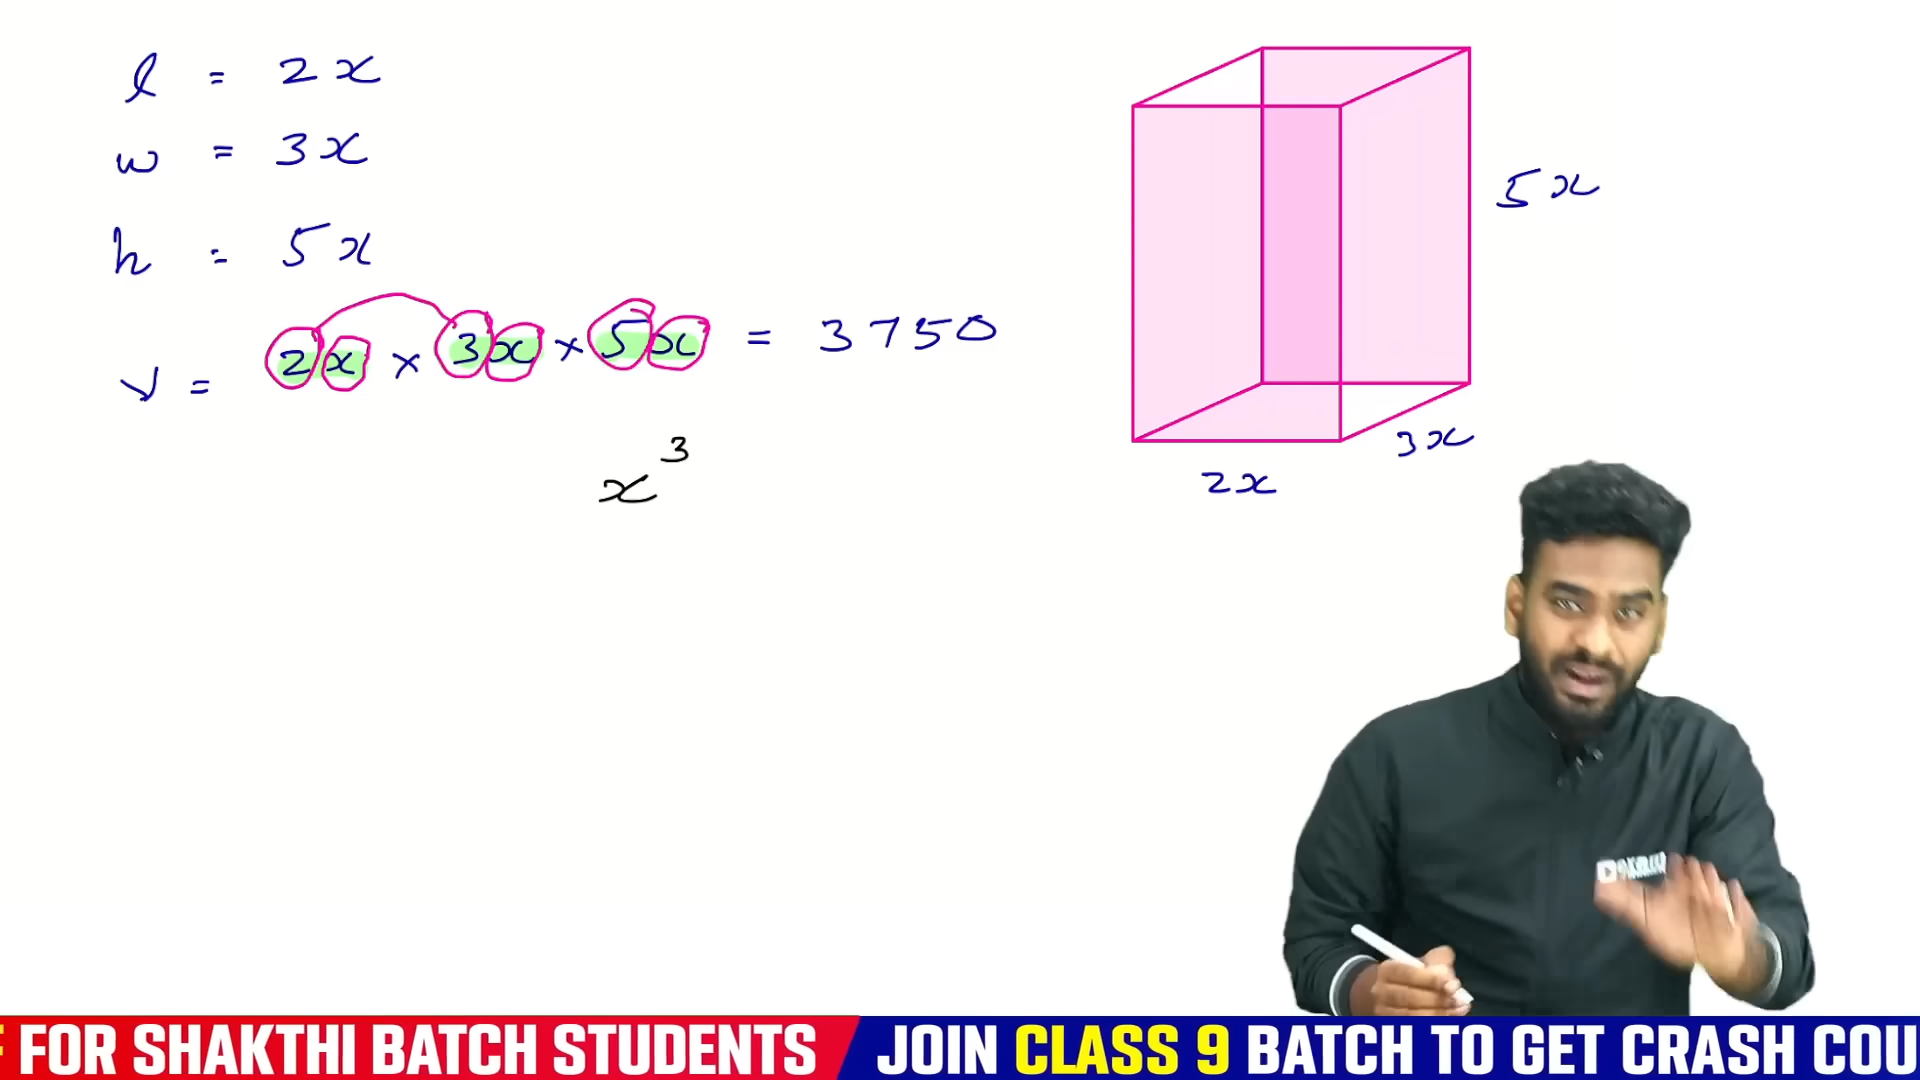 l = 2x
w = 3x
h = 5x
V = 2x × 3x × 5x = 3750
x³
5x
3x
2x
FOR SHAKTHI BATCH STUDENTS
JOIN CLASS 9 BATCH TO GET CRASH COU